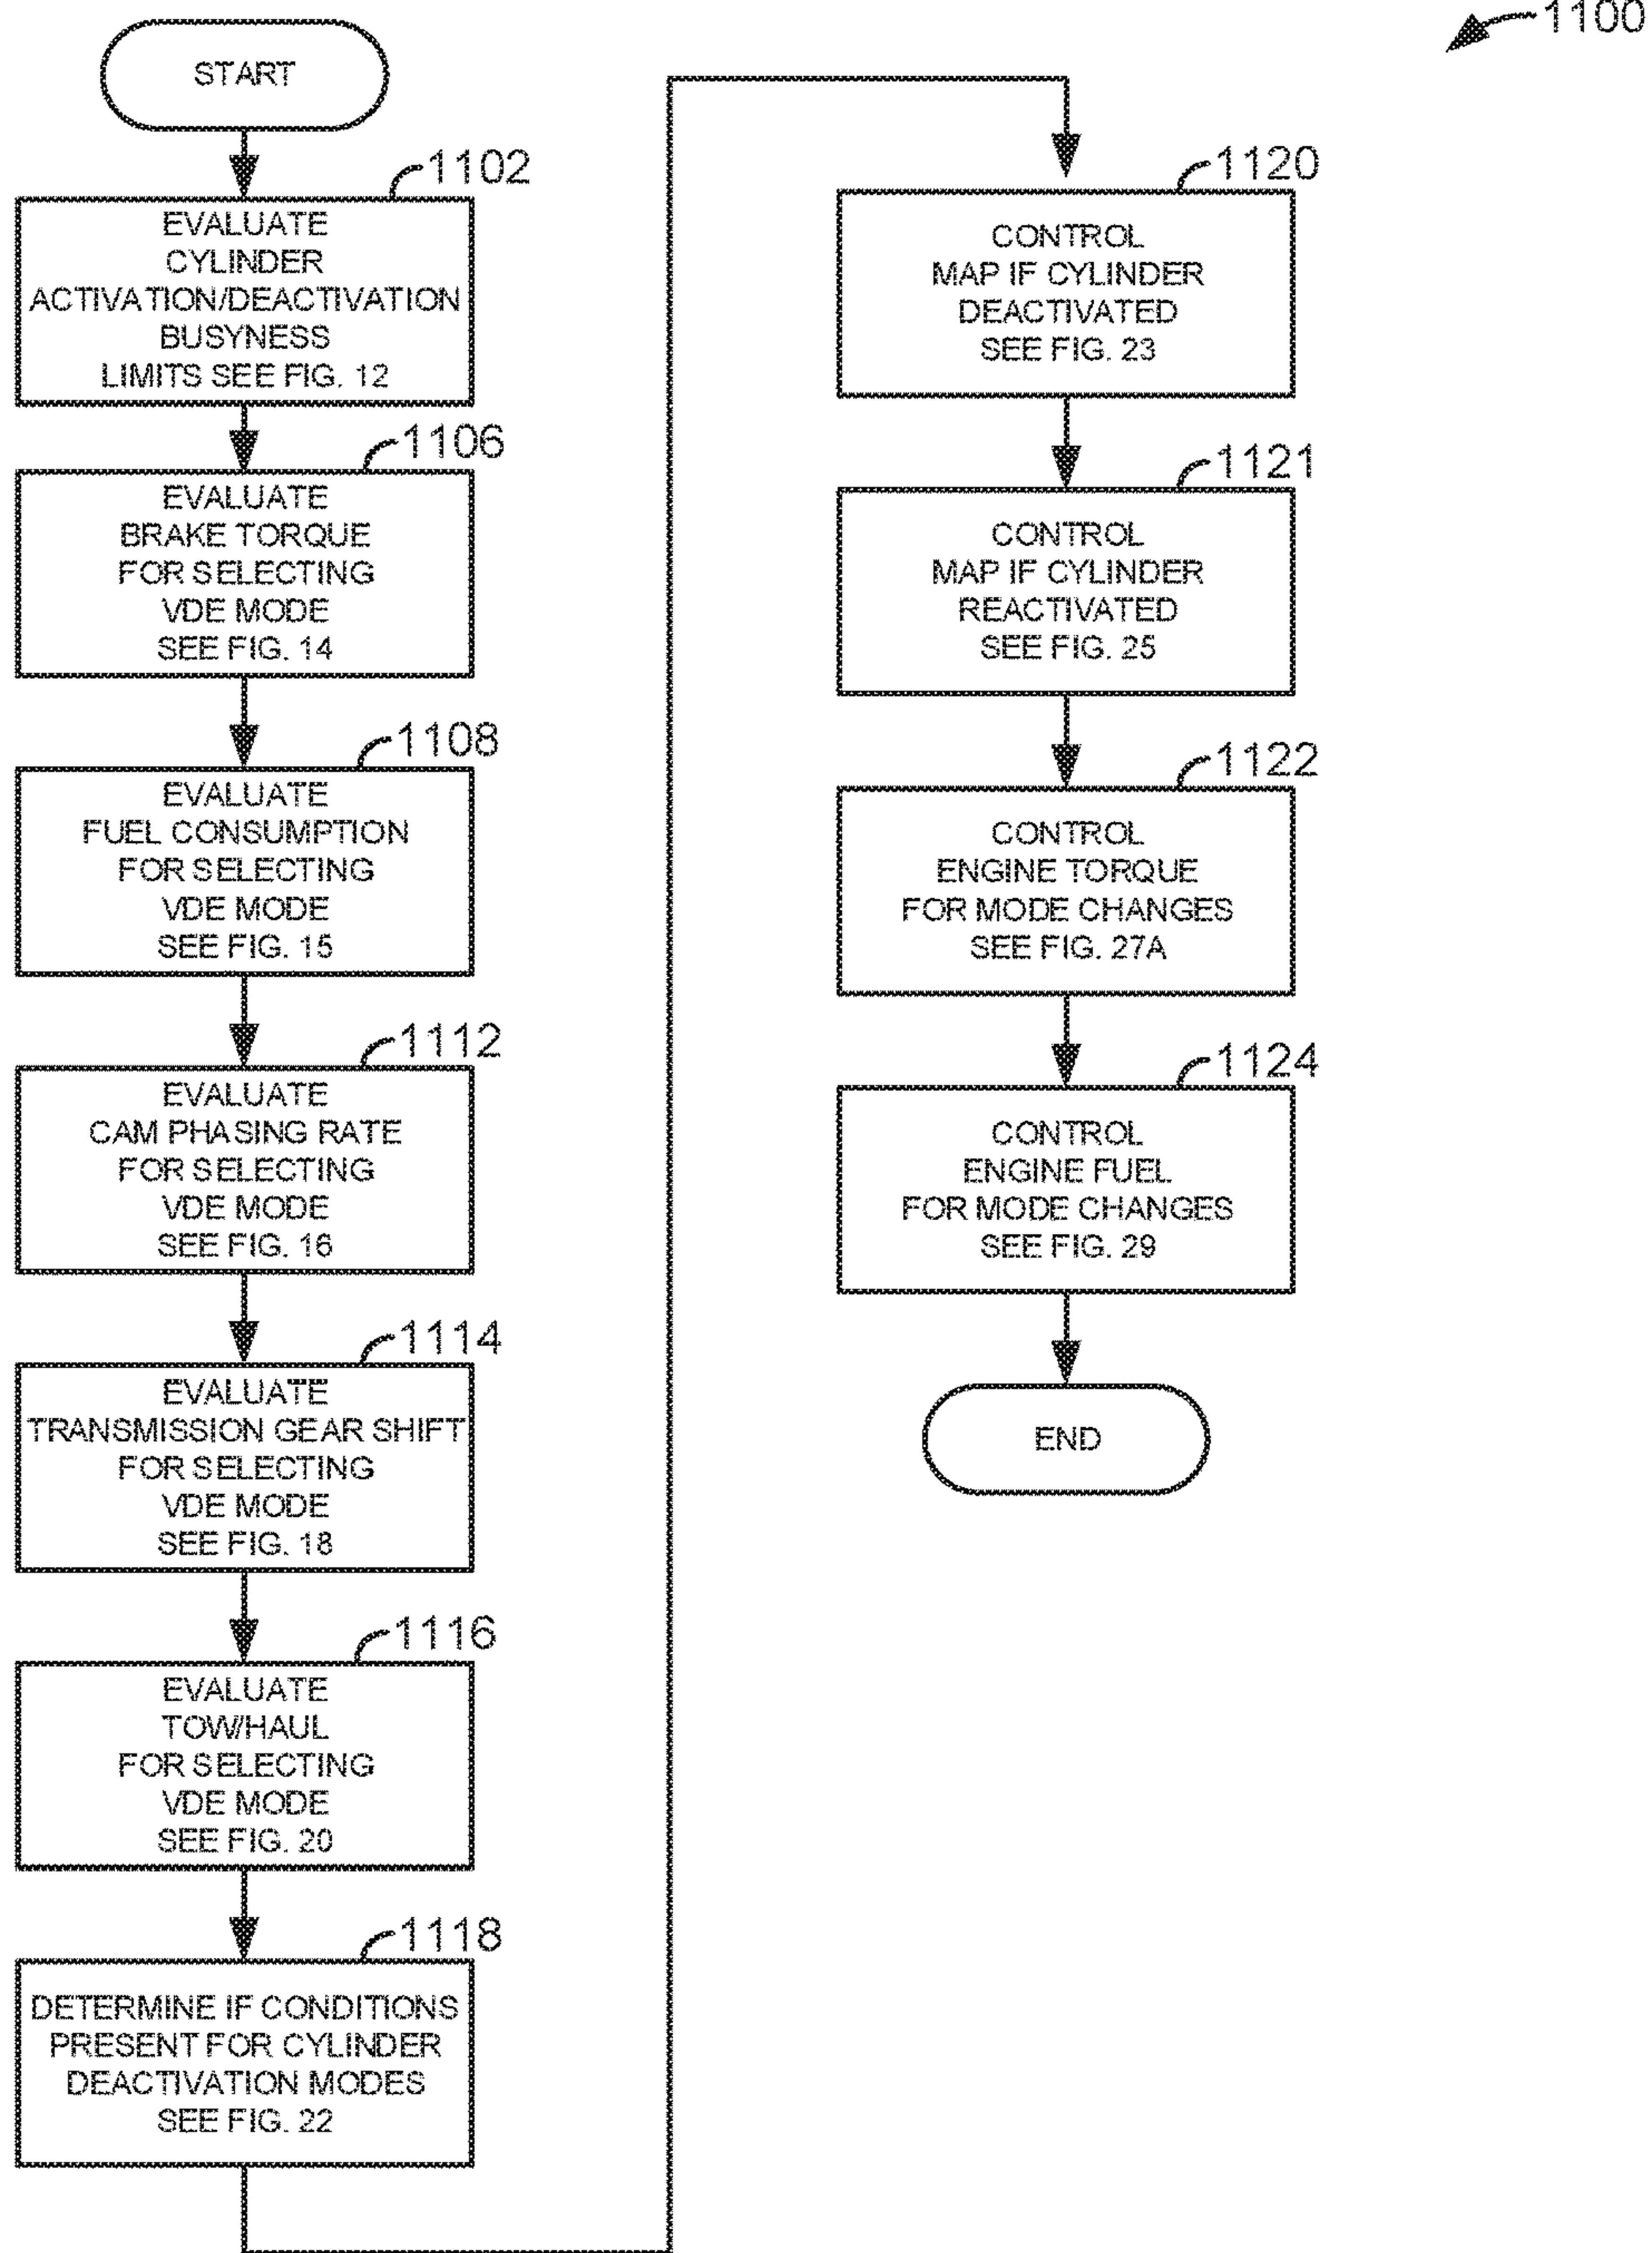 1100
START
1102
EVALUATE
CYLINDER
ACTIVATION/DEACTIVATION
BUSYNESS
LIMITS SEE FIG. 12
1106
EVALUATE
BRAKE TORQUE
FOR SELECTING
VDE MODE
SEE FIG. 14
1108
EVALUATE
FUEL CONSUMPTION
FOR SELECTING
VDE MODE
SEE FIG. 15
1112
EVALUATE
CAM PHASING RATE
FOR SELECTING
VDE MODE
SEE FIG. 16
1114
EVALUATE
TRANSMISSION GEAR SHIFT
FOR SELECTING
VDE MODE
SEE FIG. 18
1116
EVALUATE
TOW/HAUL
FOR SELECTING
VDE MODE
SEE FIG. 20
1118
DETERMINE IF CONDITIONS
PRESENT FOR CYLINDER
DEACTIVATION MODES
SEE FIG. 22
1120
CONTROL
MAP IF CYLINDER
DEACTIVATED
SEE FIG. 23
1121
CONTROL
MAP IF CYLINDER
REACTIVATED
SEE FIG. 25
1122
CONTROL
ENGINE TORQUE
FOR MODE CHANGES
SEE FIG. 27A
1124
CONTROL
ENGINE FUEL
FOR MODE CHANGES
SEE FIG. 29
END